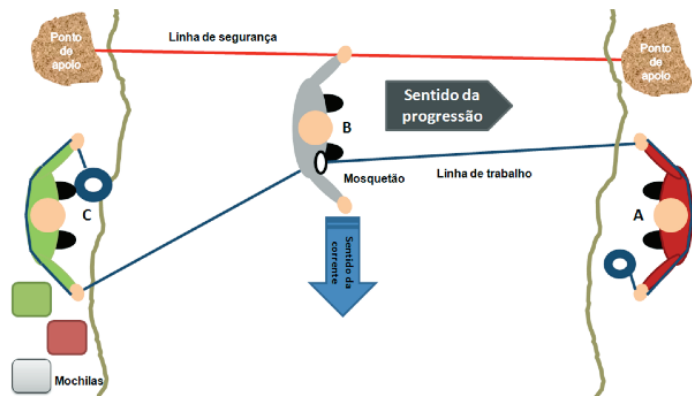 Linha de segurança
Ponto
de
apoio
Ponto
de
apoio
Sentido da
progressão
B
Mosquetão
Linha de trabalho
C
A
Sentido da
corrente
Mochilas